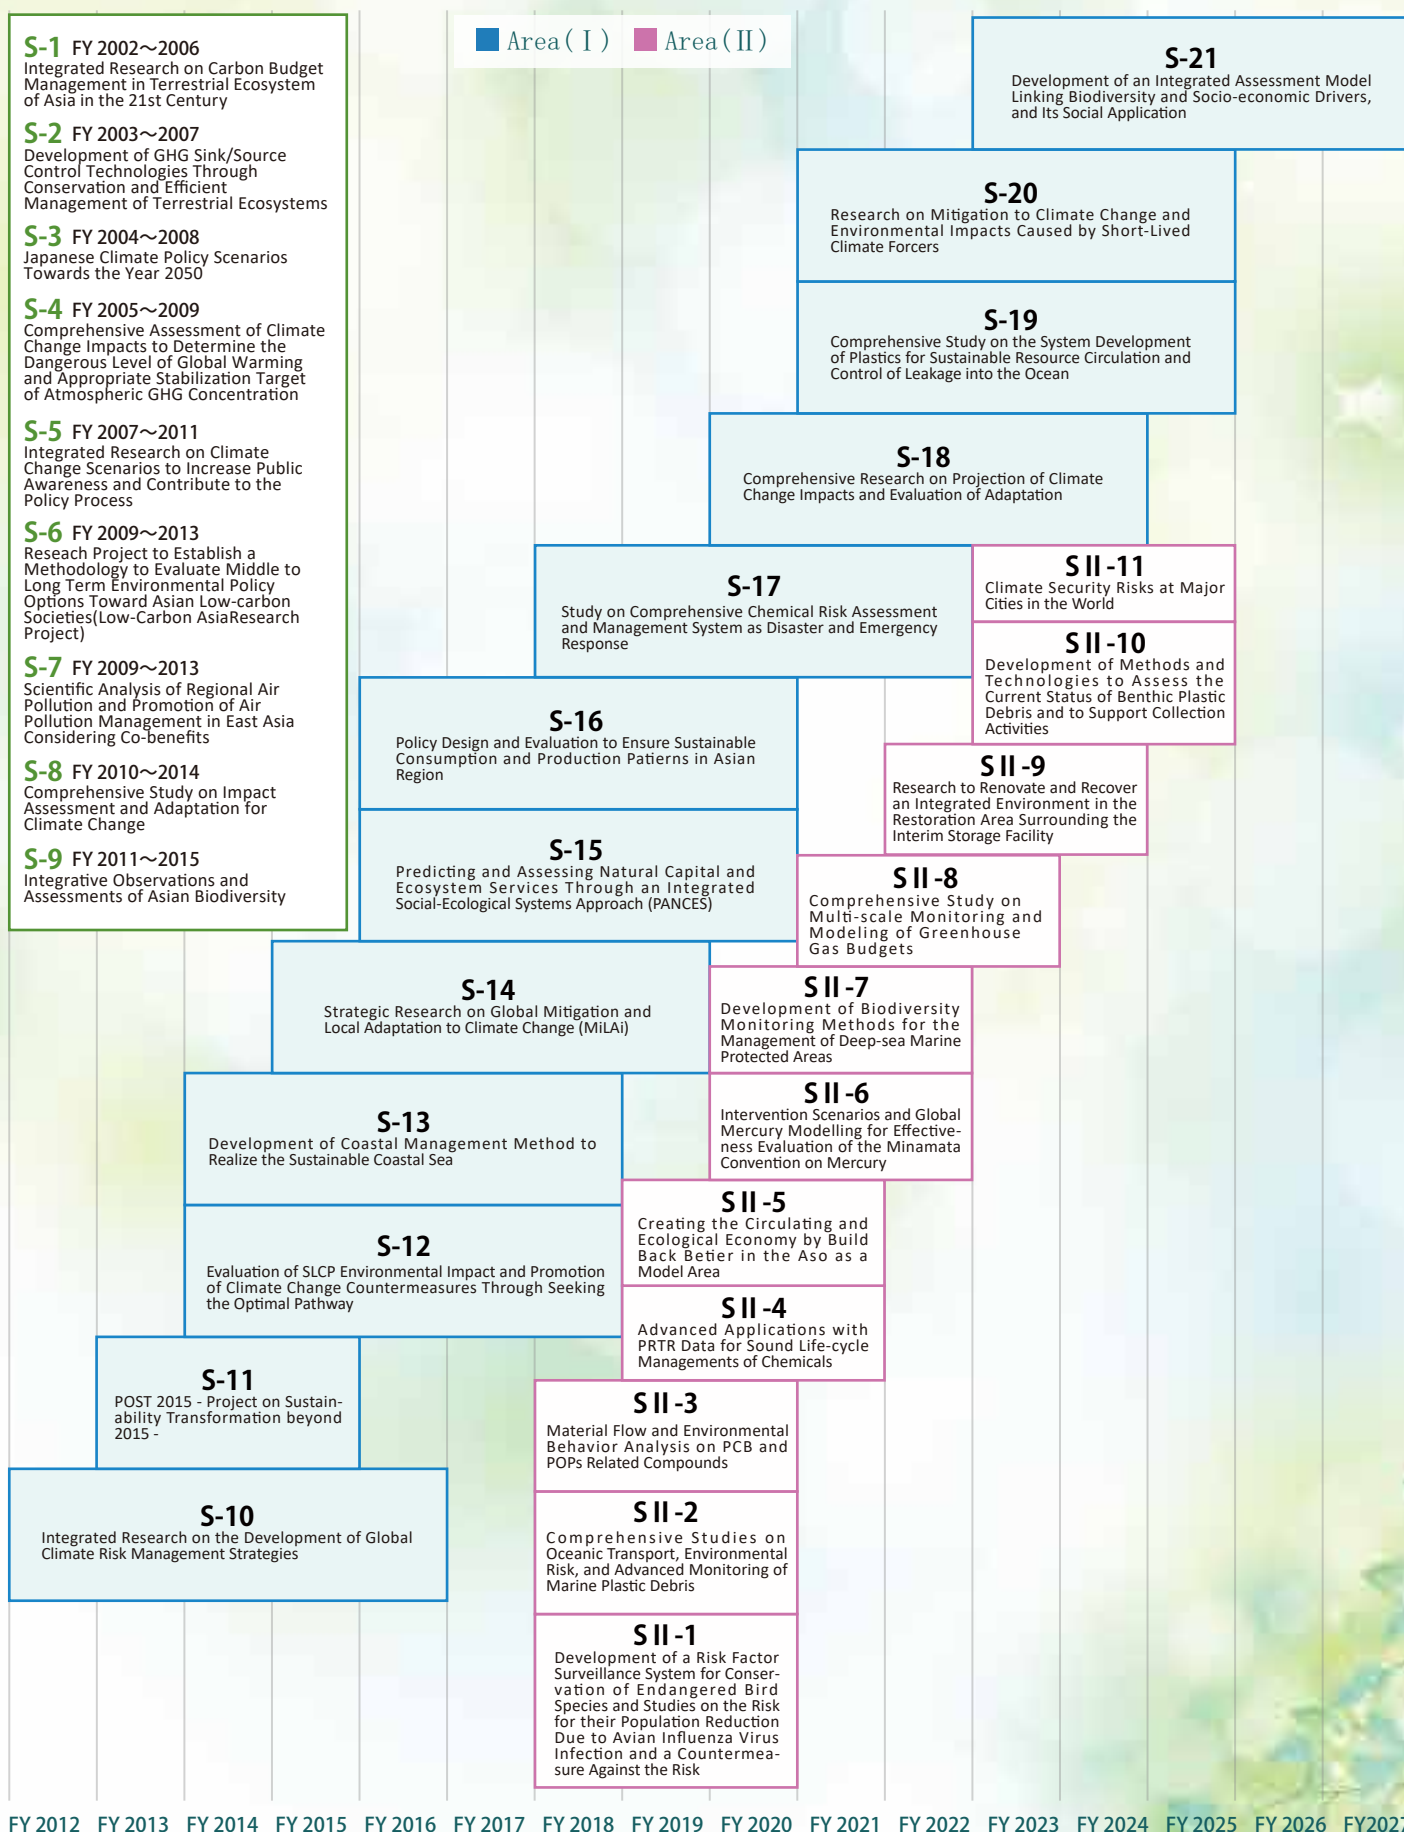 S-1 FY 2002～2006
Integrated Research on Carbon Budget
Management in Terrestrial Ecosystem
of Asia in the 21st Century
S-2 FY 2003～2007
Development of GHG Sink/Source
Control Technologies Through
Conservation and Efficient
Management of Terrestrial Ecosystems
S-3 FY 2004～2008
Japanese Climate Policy Scenarios
Towards the Year 2050
S-4 FY 2005～2009
Comprehensive Assessment of Climate
Change Impacts to Determine the
Dangerous Level of Global Warming
and Appropriate Stabilization Target
of Atmospheric GHG Concentration
S-5 FY 2007～2011
Integrated Research on Climate
Change Scenarios to Increase Public
Awareness and Contribute to the
Policy Process
S-6 FY 2009～2013
Reseach Project to Establish a
Methodology to Evaluate Middle to
Long Term Environmental Policy
Options Toward Asian Low-carbon
Societies(Low-Carbon AsiaResearch
Project)
S-7 FY 2009～2013
Scientific Analysis of Regional Air
Pollution and Promotion of Air
Pollution Management in East Asia
Considering Co-benefits
S-8 FY 2010～2014
Comprehensive Study on Impact
Assessment and Adaptation for
Climate Change
S-9 FY 2011～2015
Integrative Observations and
Assessments of Asian Biodiversity
Area(Ⅰ) Area(Ⅱ)
S-21
Development of an Integrated Assessment Model
Linking Biodiversity and Socio-economic Drivers,
and Its Social Application
S-20
Research on Mitigation to Climate Change and
Environmental Impacts Caused by Short-Lived
Climate Forcers
S-19
Comprehensive Study on the System Development
of Plastics for Sustainable Resource Circulation and
Control of Leakage into the Ocean
S-18
Comprehensive Research on Projection of Climate
Change Impacts and Evaluation of Adaptation
S-17
Study on Comprehensive Chemical Risk Assessment
and Management System as Disaster and Emergency
Response
SⅡ-11
Climate Security Risks at Major
Cities in the World
SⅡ-10
Development of Methods and
Technologies to Assess the
Current Status of Benthic Plastic
Debris and to Support Collection
Activities
S-16
Policy Design and Evaluation to Ensure Sustainable
Consumption and Production Patierns in Asian
Region
SⅡ-9
Research to Renovate and Recover
an Integrated Environment in the
Restoration Area Surrounding the
Interim Storage Facility
S-15
Predicting and Assessing Natural Capital and
Ecosystem Services Through an Integrated
Social-Ecological Systems Approach (PANCES)
SⅡ-8
Comprehensive Study on
Multi-scale Monitoring and
Modeling of Greenhouse
Gas Budgets
S-14
Strategic Research on Global Mitigation and
Local Adaptation to Climate Change (MiLAi)
SⅡ-7
Development of Biodiversity
Monitoring Methods for the
Management of Deep-sea Marine
Protected Areas
S-13
Development of Coastal Management Method to
Realize the Sustainable Coastal Sea
SⅡ-6
Intervention Scenarios and Global
Mercury Modelling for Effective-
ness Evaluation of the Minamata
Convention on Mercury
S-12
Evaluation of SLCP Environmental Impact and Promotion
of Climate Change Countermeasures Through Seeking
the Optimal Pathway
SⅡ-5
Creating the Circulating and
Ecological Economy by Build
Back Betier in the Aso as a
Model Area
SⅡ-4
Advanced Applications with
PRTR Data for Sound Life-cycle
Managements of Chemicals
S-11
POST 2015 - Project on Sustain-
ability Transformation beyond
2015 -
SⅡ-3
Material Flow and Environmental
Behavior Analysis on PCB and
POPs Related Compounds
S-10
Integrated Research on the Development of Global
Climate Risk Management Strategies
SⅡ-2
Comprehensive Studies on
Oceanic Transport, Environmental
Risk, and Advanced Monitoring of
Marine Plastic Debris
SⅡ-1
Development of a Risk Factor
Surveillance System for Conser-
vation of Endangered Bird
Species and Studies on the Risk
for their Population Reduction
Due to Avian Influenza Virus
Infection and a Countermea-
sure Against the Risk
FY 2012 FY 2013 FY 2014 FY 2015 FY 2016 FY 2017 FY 2018 FY 2019 FY 2020 FY 2021 FY 2022 FY 2023 FY 2024 FY 2025 FY 2026 FY2027